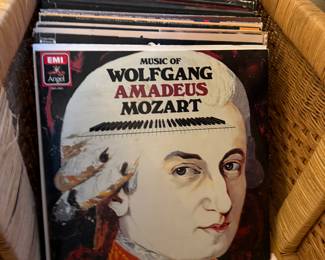 EMI
Angel
MUSIC OF
WOLFGANG
AMADEUS
MOZART